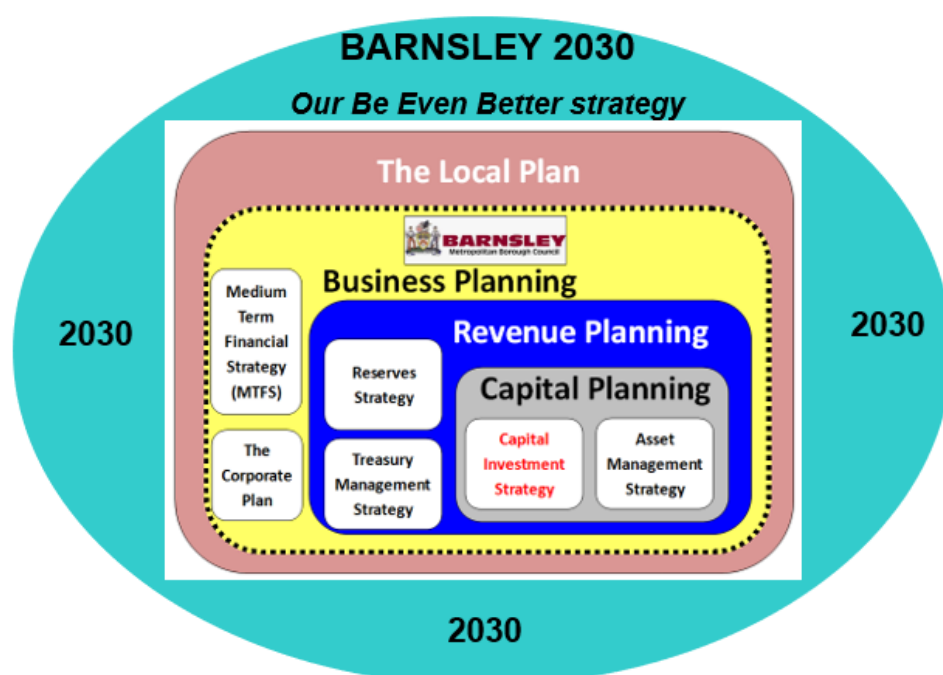 BARNSLEY 2030
Our Be Even Better strategy
The Local Plan
BARNSLEY
Metropolitan Borough Council
Business Planning
Medium
Term
Financial
Strategy
(MTFS)
The
Corporate
Plan
Revenue Planning
Reserves
Strategy
Treasury
Management
Strategy
Capital Planning
Capital
Investment
Strategy
Asset
Management
Strategy
2030
2030
2030